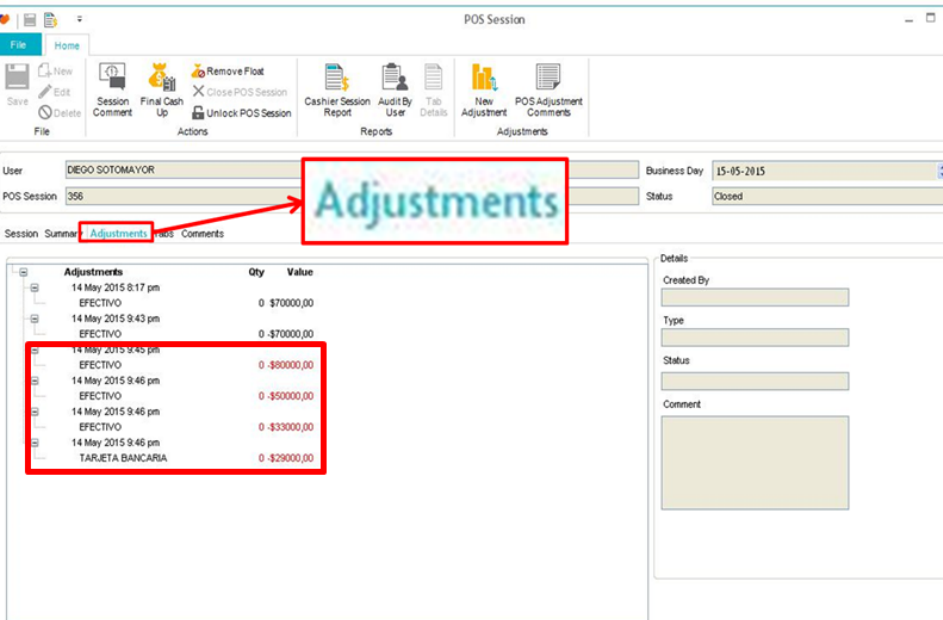 POS Session
File Home
New
Edit
Delete
Save
Session Comment
Final Cash Up
Remove Float
Close POS Session
Unlock POS Session
Cashier Session Report
Audit By User
Tab Details
New Adjustment
POS Adjustment Comments
File Actions Reports Adjustments
User DIEGO SOTOMAYOR Business Day 15-05-2015
POS Session 356 Status Closed
Adjustments
Session Summary Adjustments Tabs Comments
Adjustments Qty Value
14 May 2015 8:17 pm
EFECTIVO 0 $70000,00
14 May 2015 9:43 pm
EFECTIVO 0 -$70000,00
14 May 2015 9:45 pm
EFECTIVO 0 -$80000,00
14 May 2015 9:46 pm
EFECTIVO 0 -$50000,00
14 May 2015 9:46 pm
EFECTIVO 0 -$33000,00
14 May 2015 9:46 pm
TARJETA BANCARIA 0 -$29000,00
Details
Created By
Type
Status
Comment